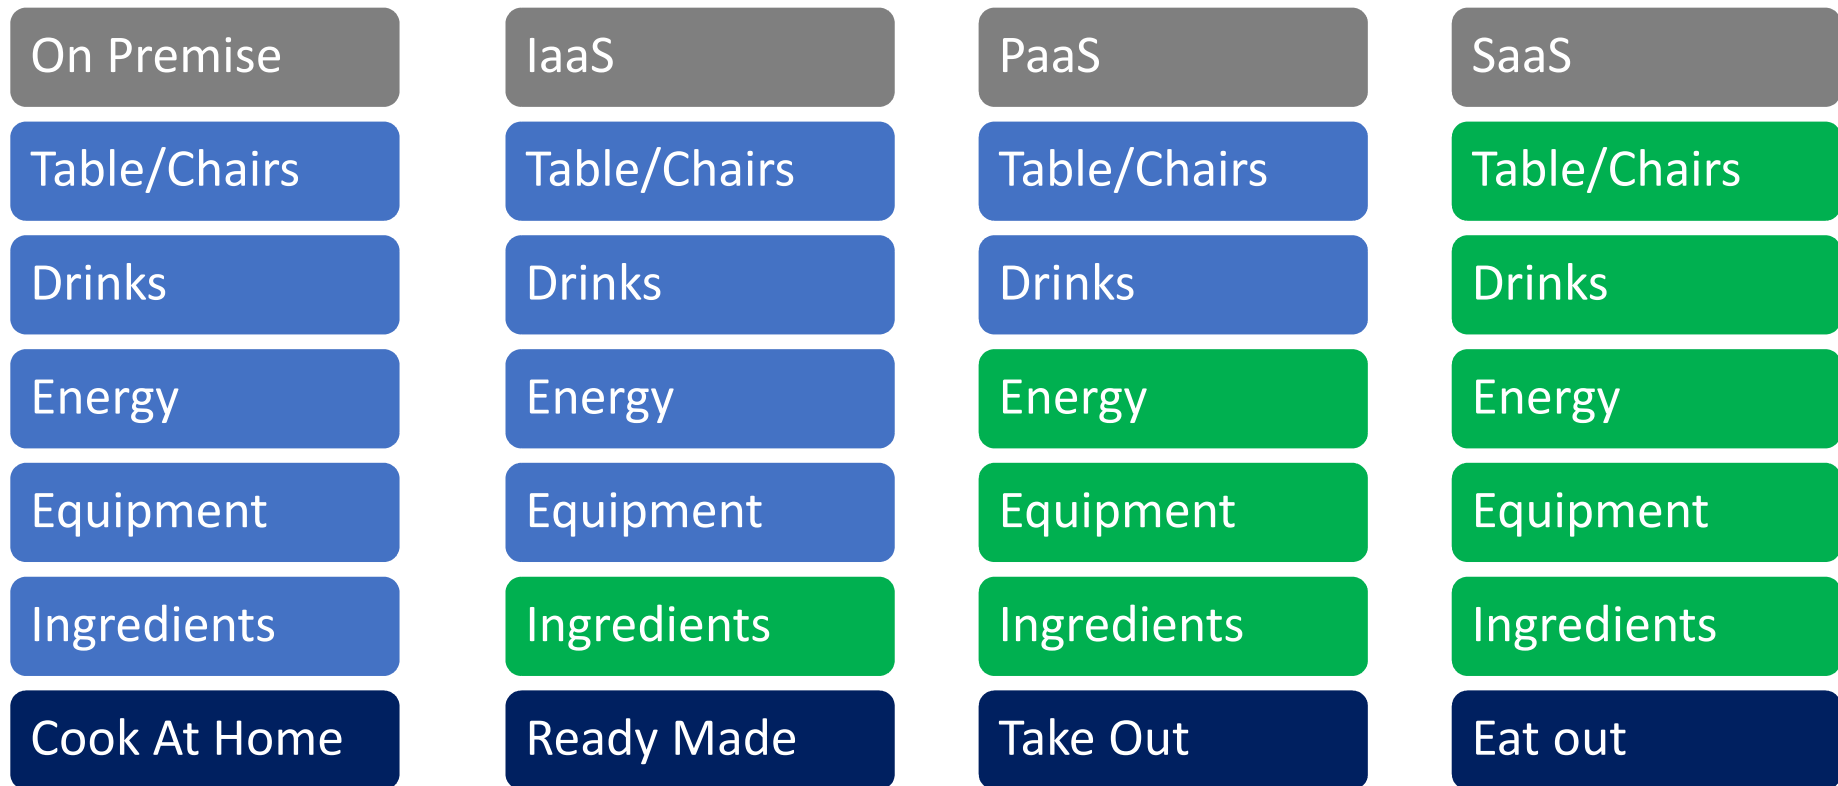 On Premise
Table/Chairs
Drinks
Energy
Equipment
Ingredients
Cook At Home
IaaS
Table/Chairs
Drinks
Energy
Equipment
Ingredients
Ready Made
PaaS
Table/Chairs
Drinks
Energy
Equipment
Ingredients
Take Out
SaaS
Table/Chairs
Drinks
Energy
Equipment
Ingredients
Eat out